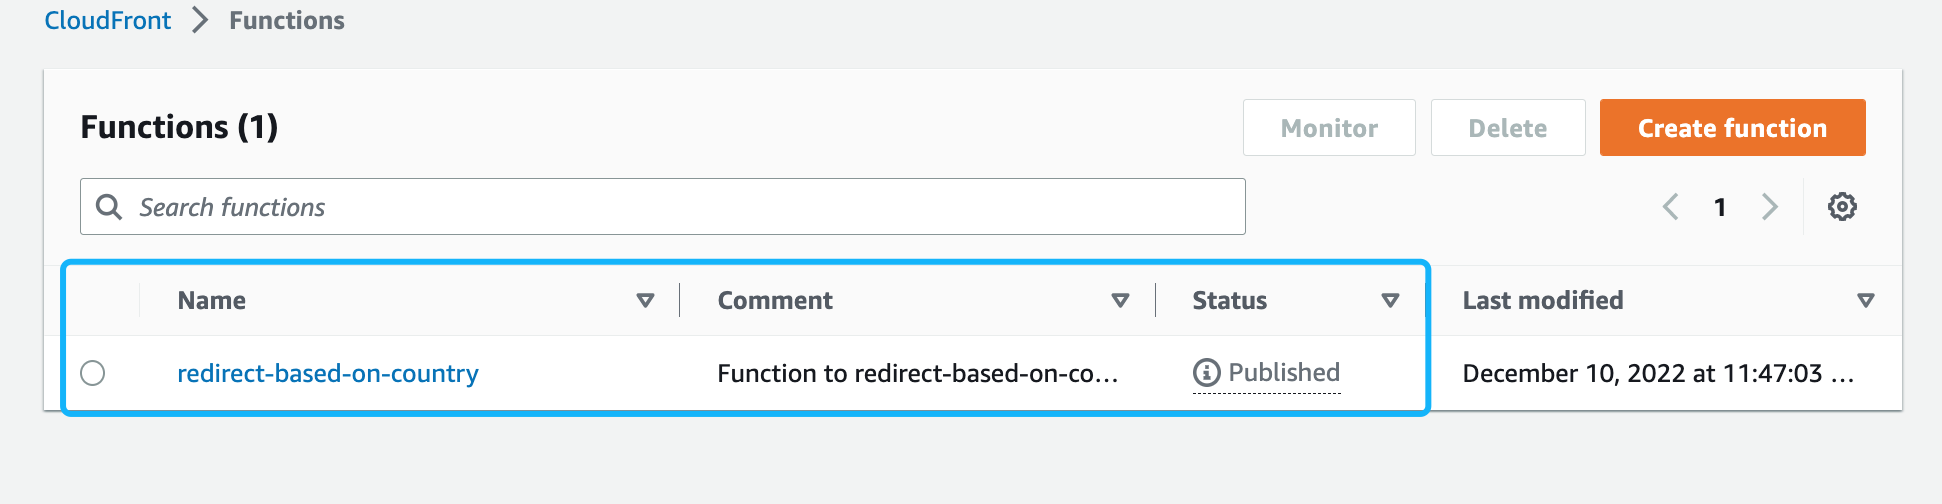 CloudFront > Functions
Functions (1)
Monitor Delete Create function
Search functions
1
Name Comment Status Last modified
redirect-based-on-country Function to redirect-based-on-co... Published December 10, 2022 at 11:47:03 ...